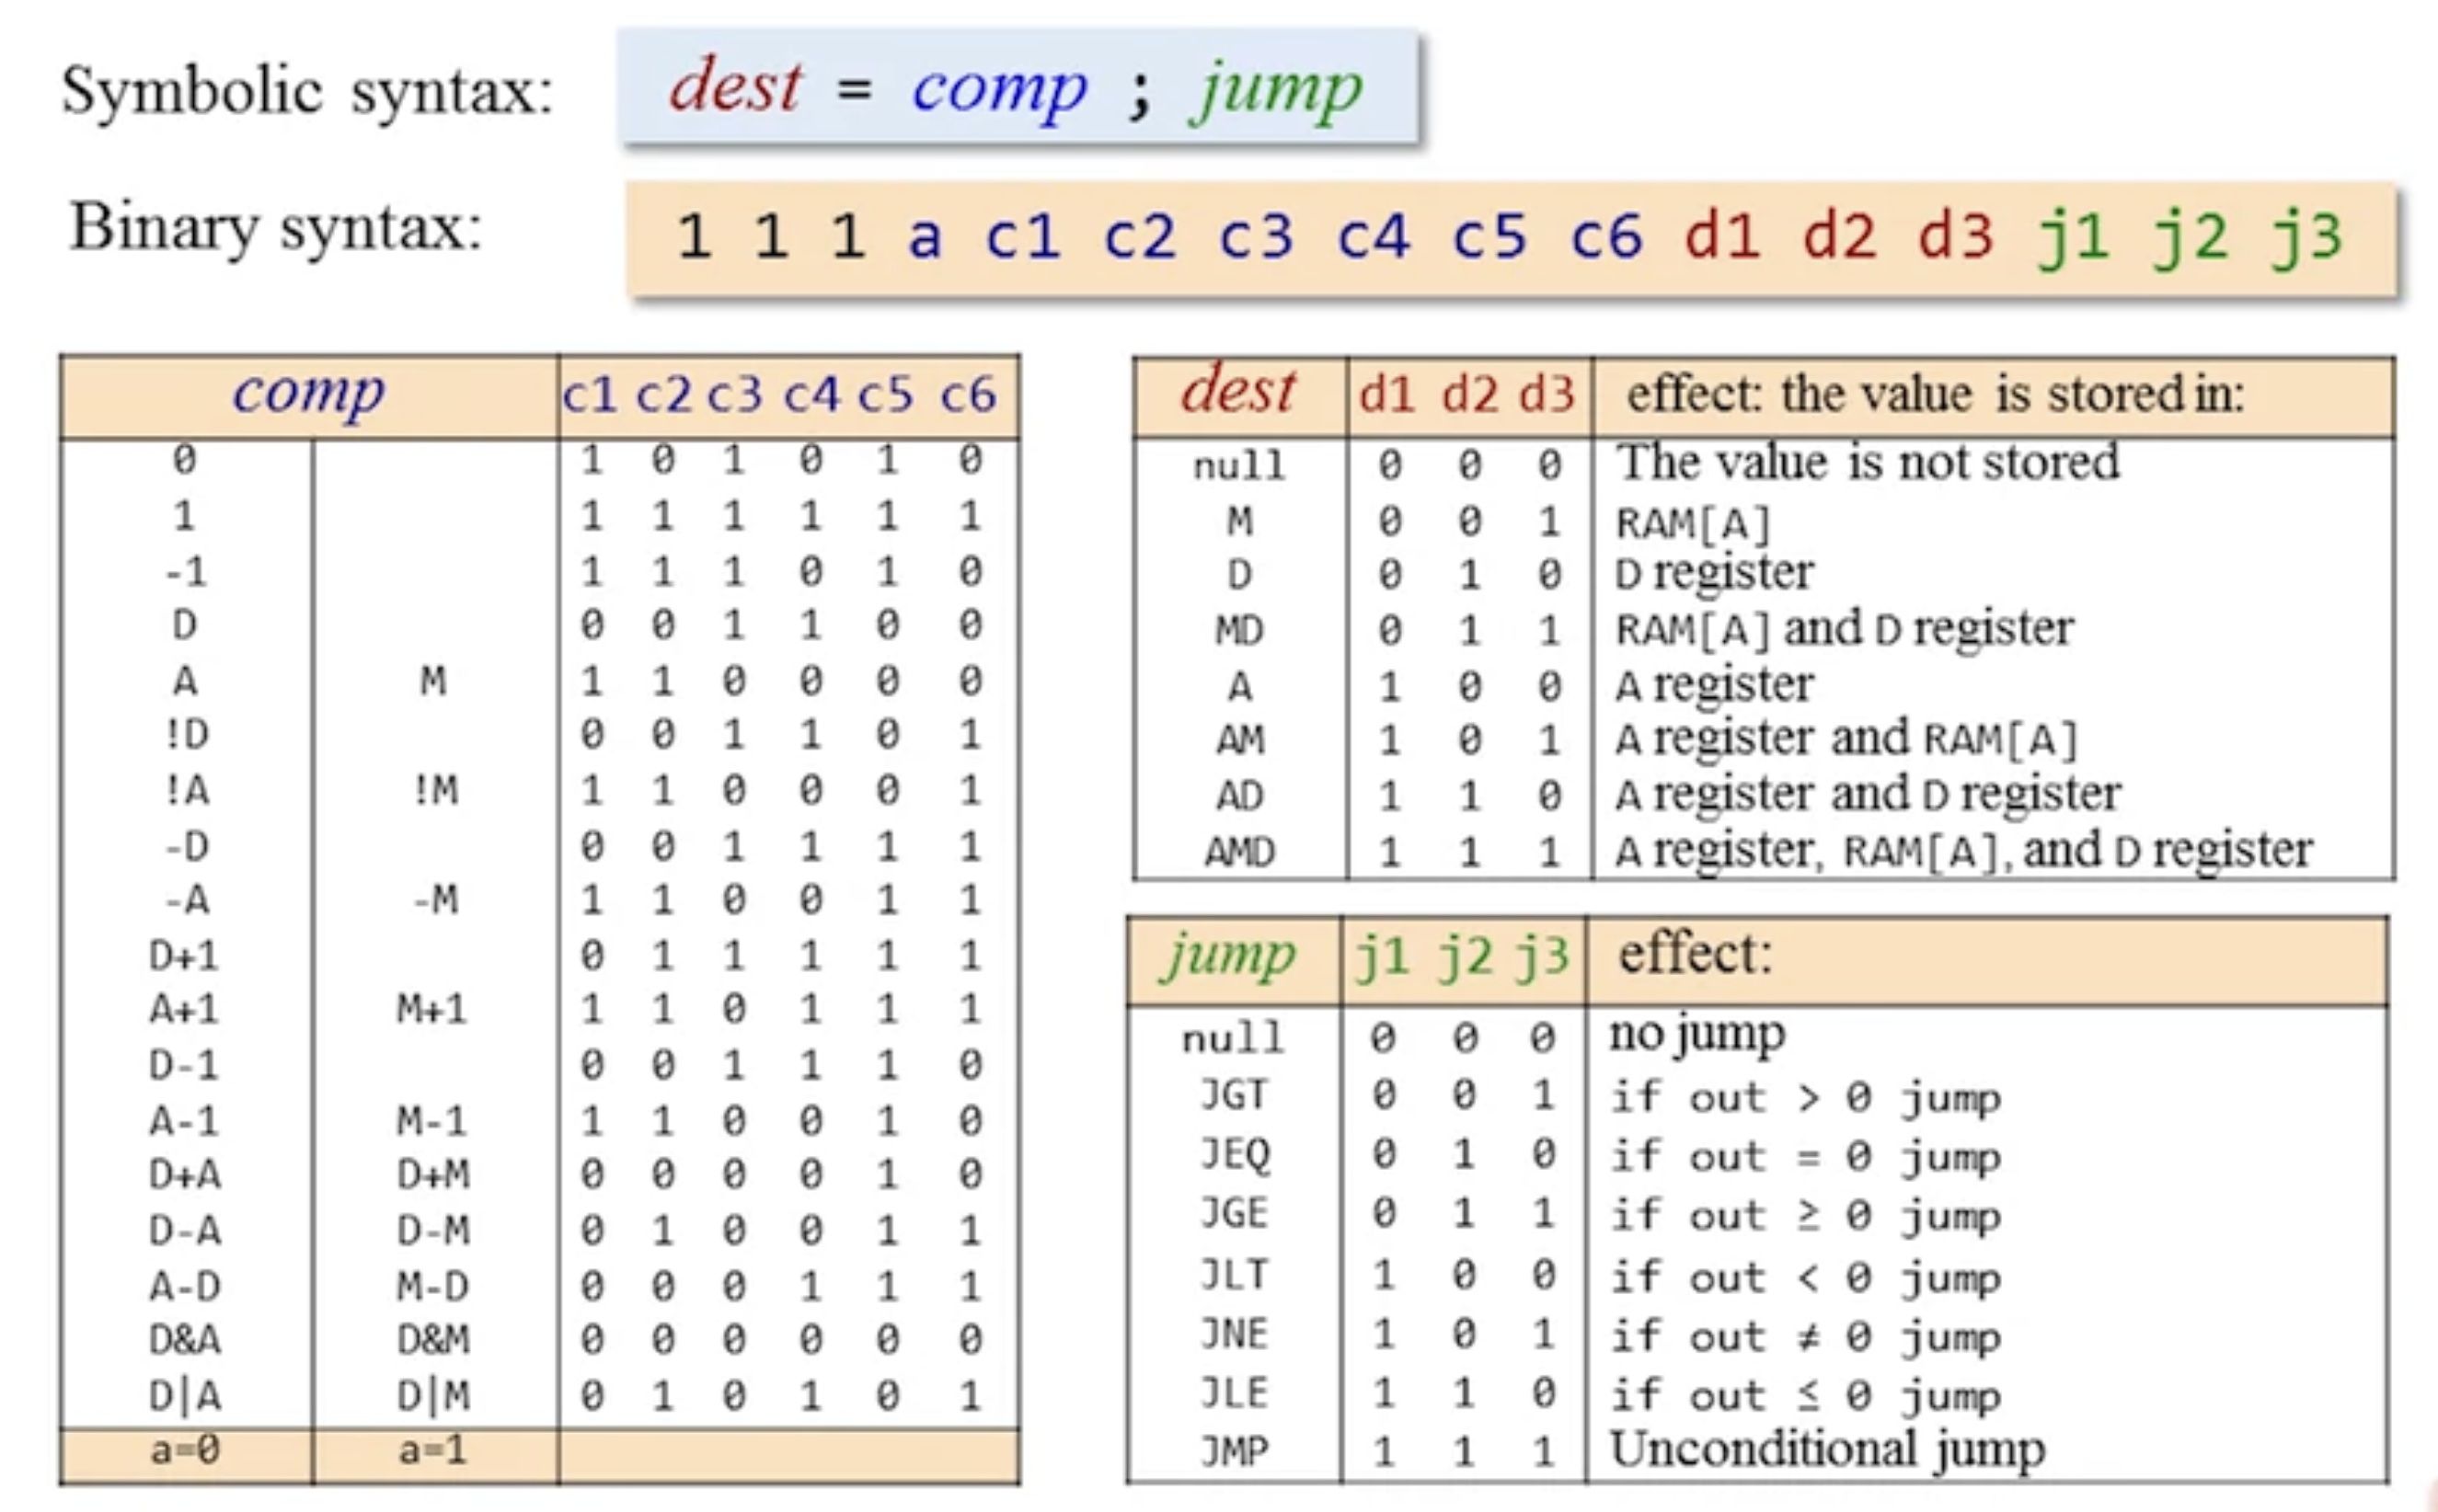 Symbolic syntax: dest = comp ; jump
Binary syntax: 1 1 1 a c1 c2 c3 c4 c5 c6 d1 d2 d3 j1 j2 j3
comp c1 c2 c3 c4 c5 c6
0 1 0 1 0 1 0
1 1 1 1 1 1 1
-1 1 1 1 0 1 0
D 0 0 1 1 0 0
A M 1 1 0 0 0 0
!D 0 0 1 1 0 1
!A !M 1 1 0 0 0 1
-D 0 0 1 1 1 1
-A -M 1 1 0 0 1 1
D+1 0 1 1 1 1 1
A+1 M+1 1 1 0 1 1 1
D-1 0 0 1 1 1 0
A-1 M-1 1 1 0 0 1 0
D+A D+M 0 0 0 0 1 0
D-A D-M 0 1 0 0 1 1
A-D M-D 0 0 0 1 1 1
D&A D&M 0 0 0 0 0 0
D|A D|M 0 1 0 1 0 1
a=0 a=1
dest d1 d2 d3 effect: the value is stored in:
null 0 0 0 The value is not stored
M 0 0 1 RAM[A]
D 0 1 0 D register
MD 0 1 1 RAM[A] and D register
A 1 0 0 A register
AM 1 0 1 A register and RAM[A]
AD 1 1 0 A register and D register
AMD 1 1 1 A register, RAM[A], and D register
jump j1 j2 j3 effect:
null 0 0 0 no jump
JGT 0 0 1 if out > 0 jump
JEQ 0 1 0 if out = 0 jump
JGE 0 1 1 if out ≥ 0 jump
JLT 1 0 0 if out < 0 jump
JNE 1 0 1 if out ≠ 0 jump
JLE 1 1 0 if out ≤ 0 jump
JMP 1 1 1 Unconditional jump